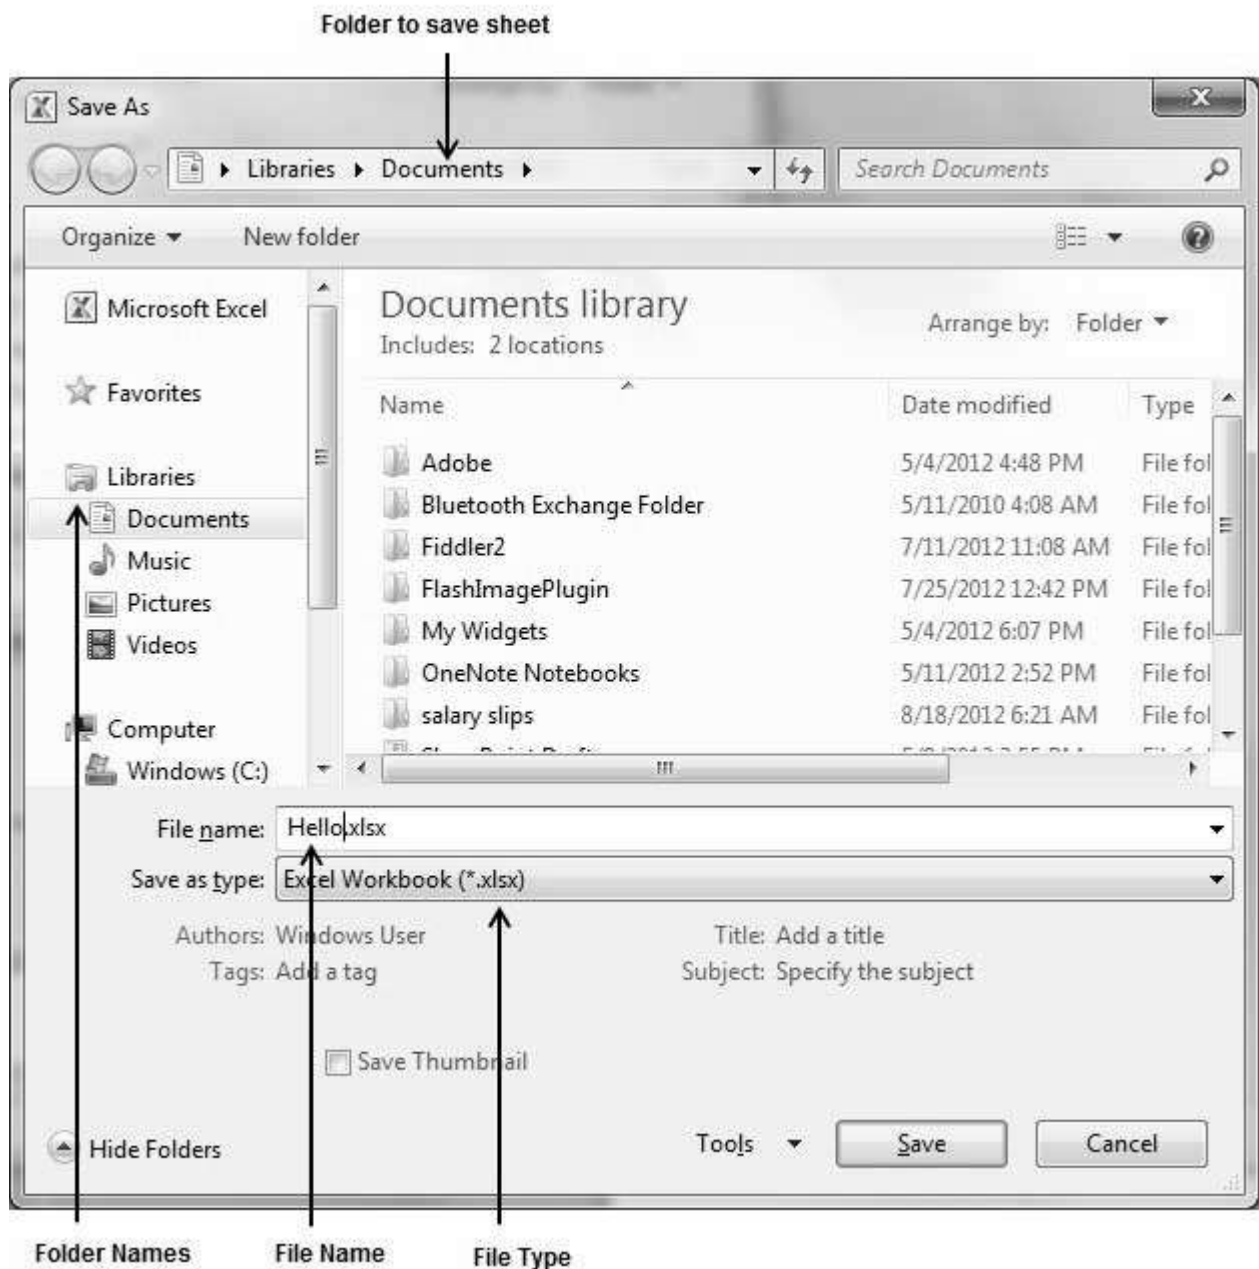 Folder to save sheet
Save As
Libraries Documents Search Documents
Organize New folder
Microsoft Excel
Favorites
Libraries
Documents
Music
Pictures
Videos
Computer
Windows (C:)
Documents library
Includes: 2 locations
Arrange by: Folder
Name Date modified Type
Adobe 5/4/2012 4:48 PM File fol
Bluetooth Exchange Folder 5/11/2010 4:08 AM File fol
Fiddler2 7/11/2012 11:08 AM File fol
FlashImagePlugin 7/25/2012 12:42 PM File fol
My Widgets 5/4/2012 6:07 PM File fol
OneNote Notebooks 5/11/2012 2:52 PM File fol
salary slips 8/18/2012 6:21 AM File fol
File name: Hello.xlsx
Save as type: Excel Workbook (*.xlsx)
Authors: Windows User Title: Add a title
Tags: Add a tag Subject: Specify the subject
Save Thumbnail
Hide Folders Tools Save Cancel
Folder Names File Name File Type